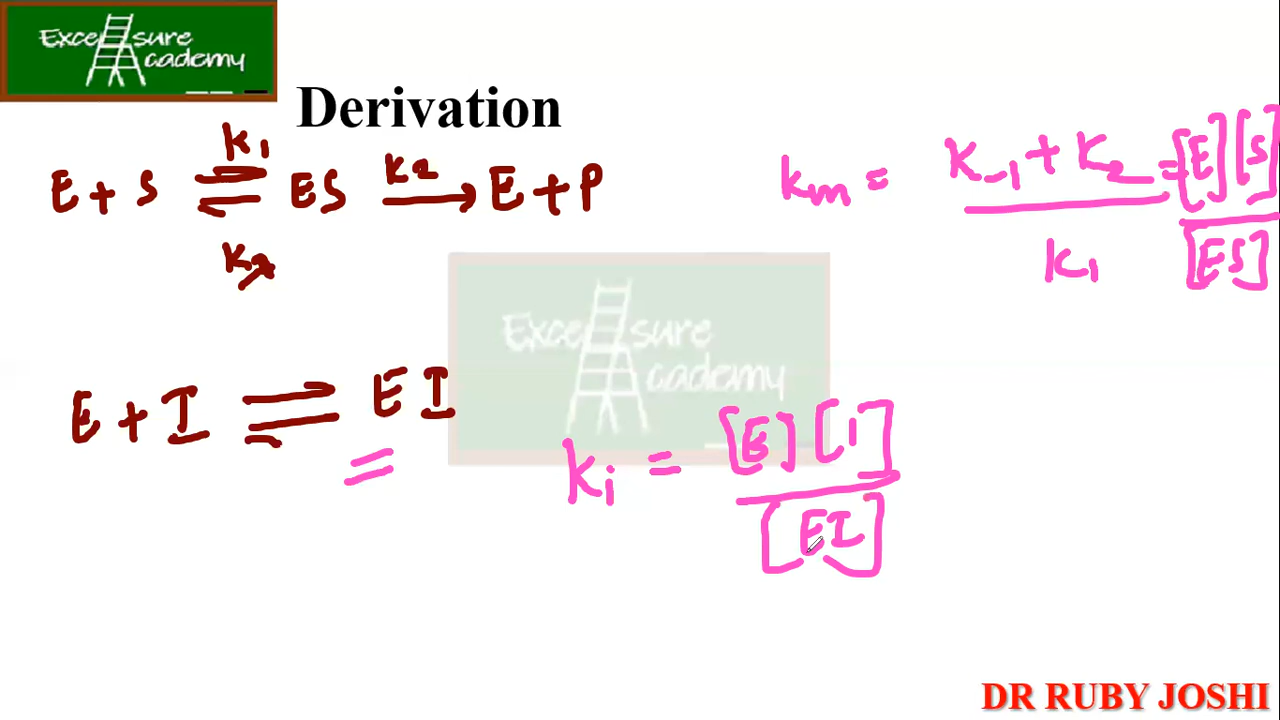 Excel sure
Academy
Derivation
E + S ⇌ ES → E + P
k1
k2
km = k-1 + k2 / k1 = [E][S] / [ES]
Excel sure
Academy
E + I ⇌ EI
=
ki = [E][I] / [EI]
DR RUBY JOSHI